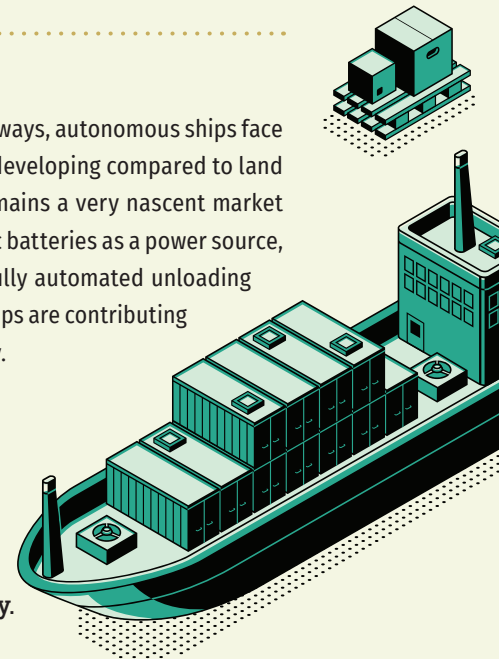 ways, autonomous ships face
developing compared to land
mains a very nascent market
c batteries as a power source,
ully automated unloading
ps are contributing
y.